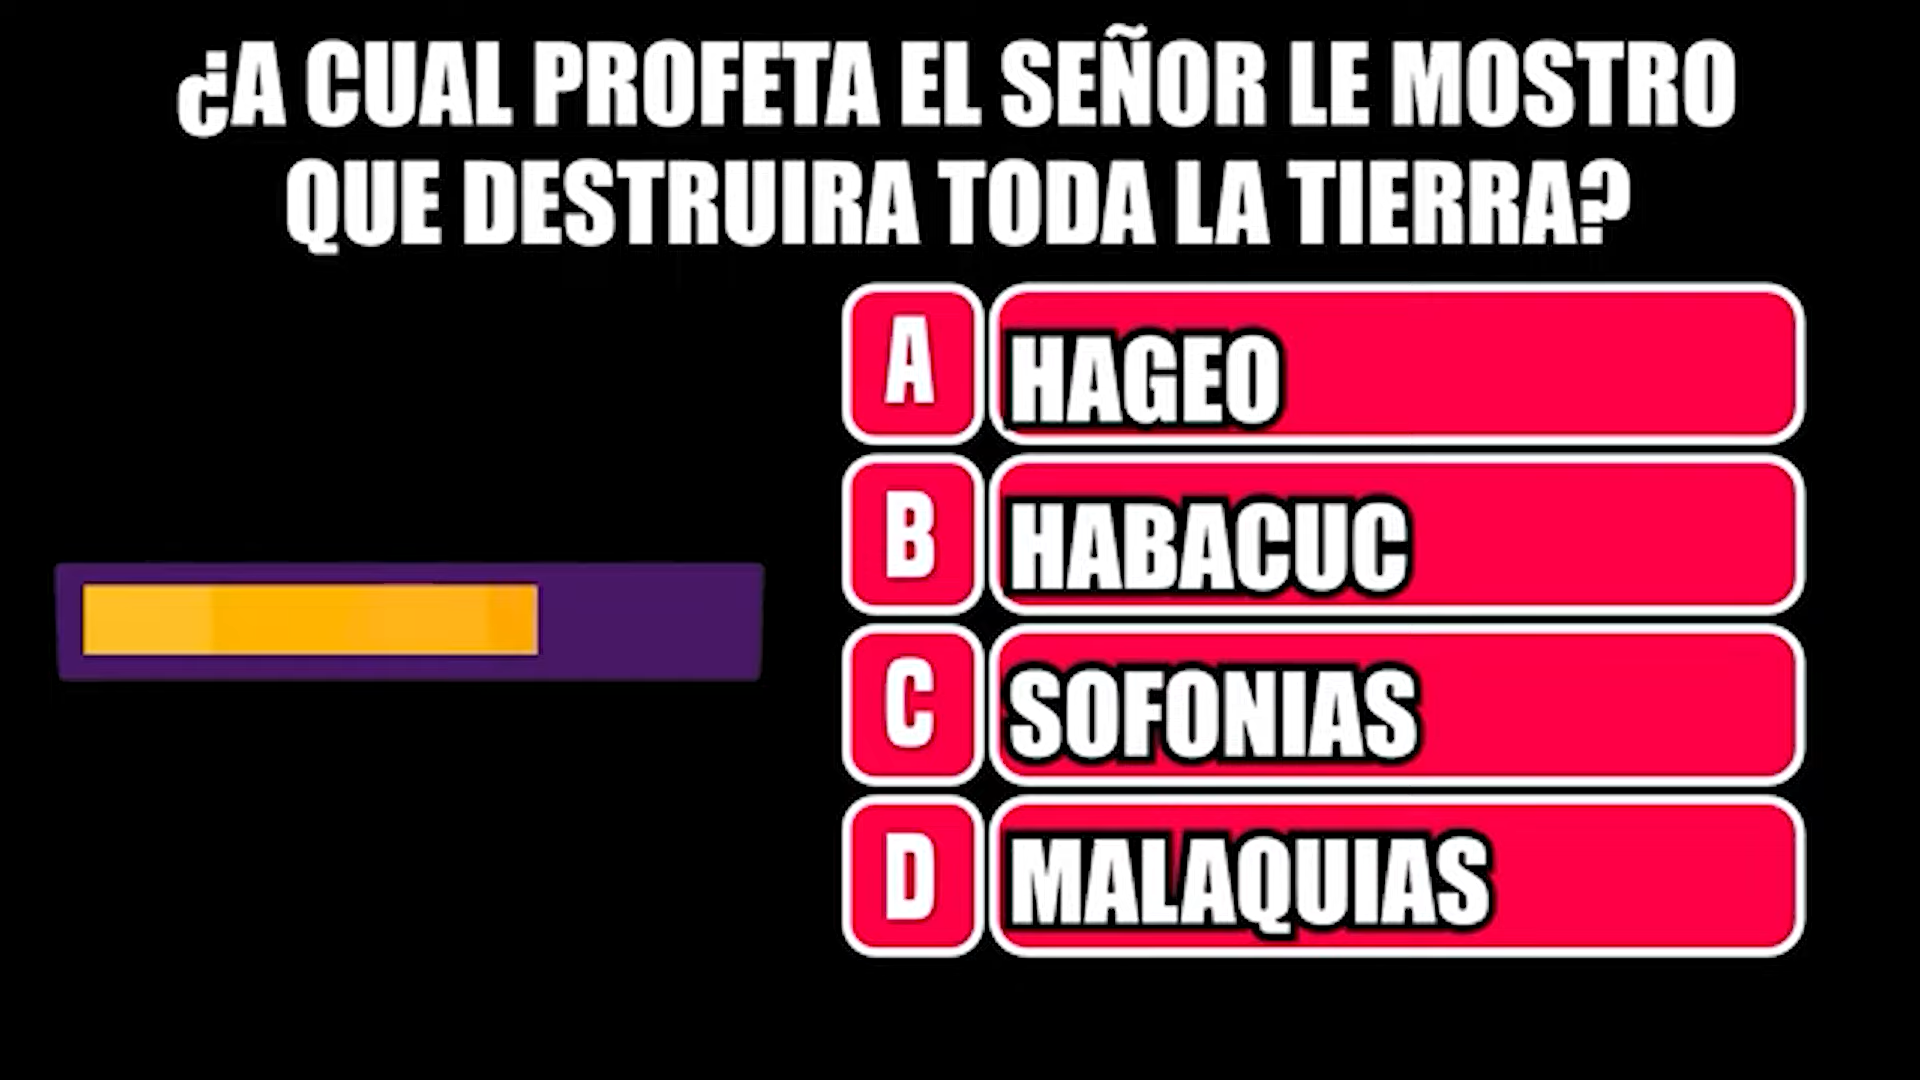 ¿A CUAL PROFETA EL SEÑOR LE MOSTRO
QUE DESTRUIRA TODA LA TIERRA?
A HAGEO
B HABACUC
C SOFONIAS
D MALAQUIAS